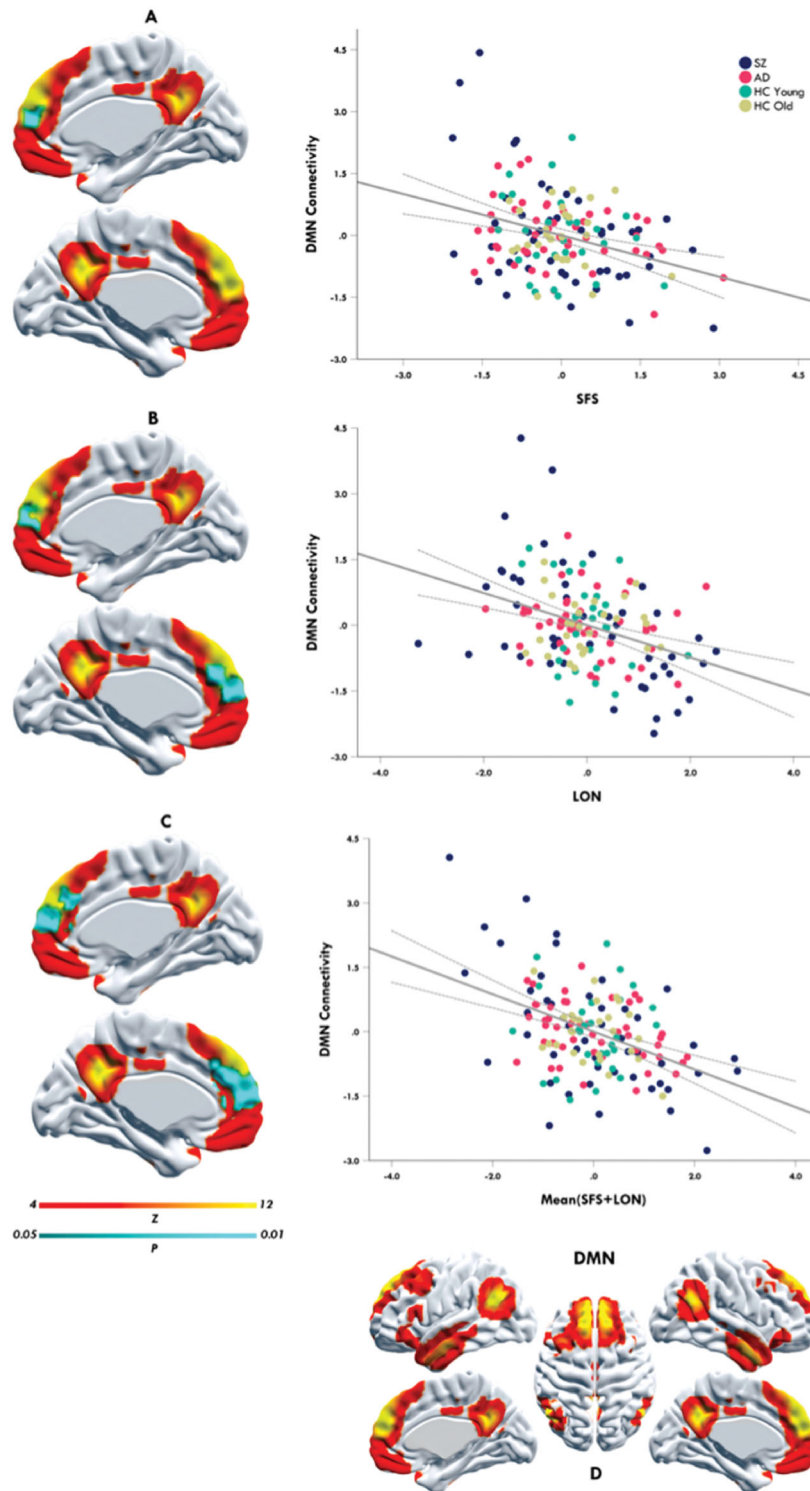 A
4.5
3.0
1.5
.0
-1.5
-3.0
DMN Connectivity
SZ
AD
HC Young
HC Old
-3.0 -1.5 .0 1.5 3.0 4.5
SFS
B
4.5
3.0
1.5
.0
-1.5
-3.0
DMN Connectivity
-4.0 -2.0 .0 2.0 4.0
LON
C
4.5
3.0
1.5
.0
-1.5
-3.0
DMN Connectivity
-4.0 -2.0 .0 2.0 4.0
Mean(SFS+LON)
4 12
Z
0.05 0.01
P
DMN
D